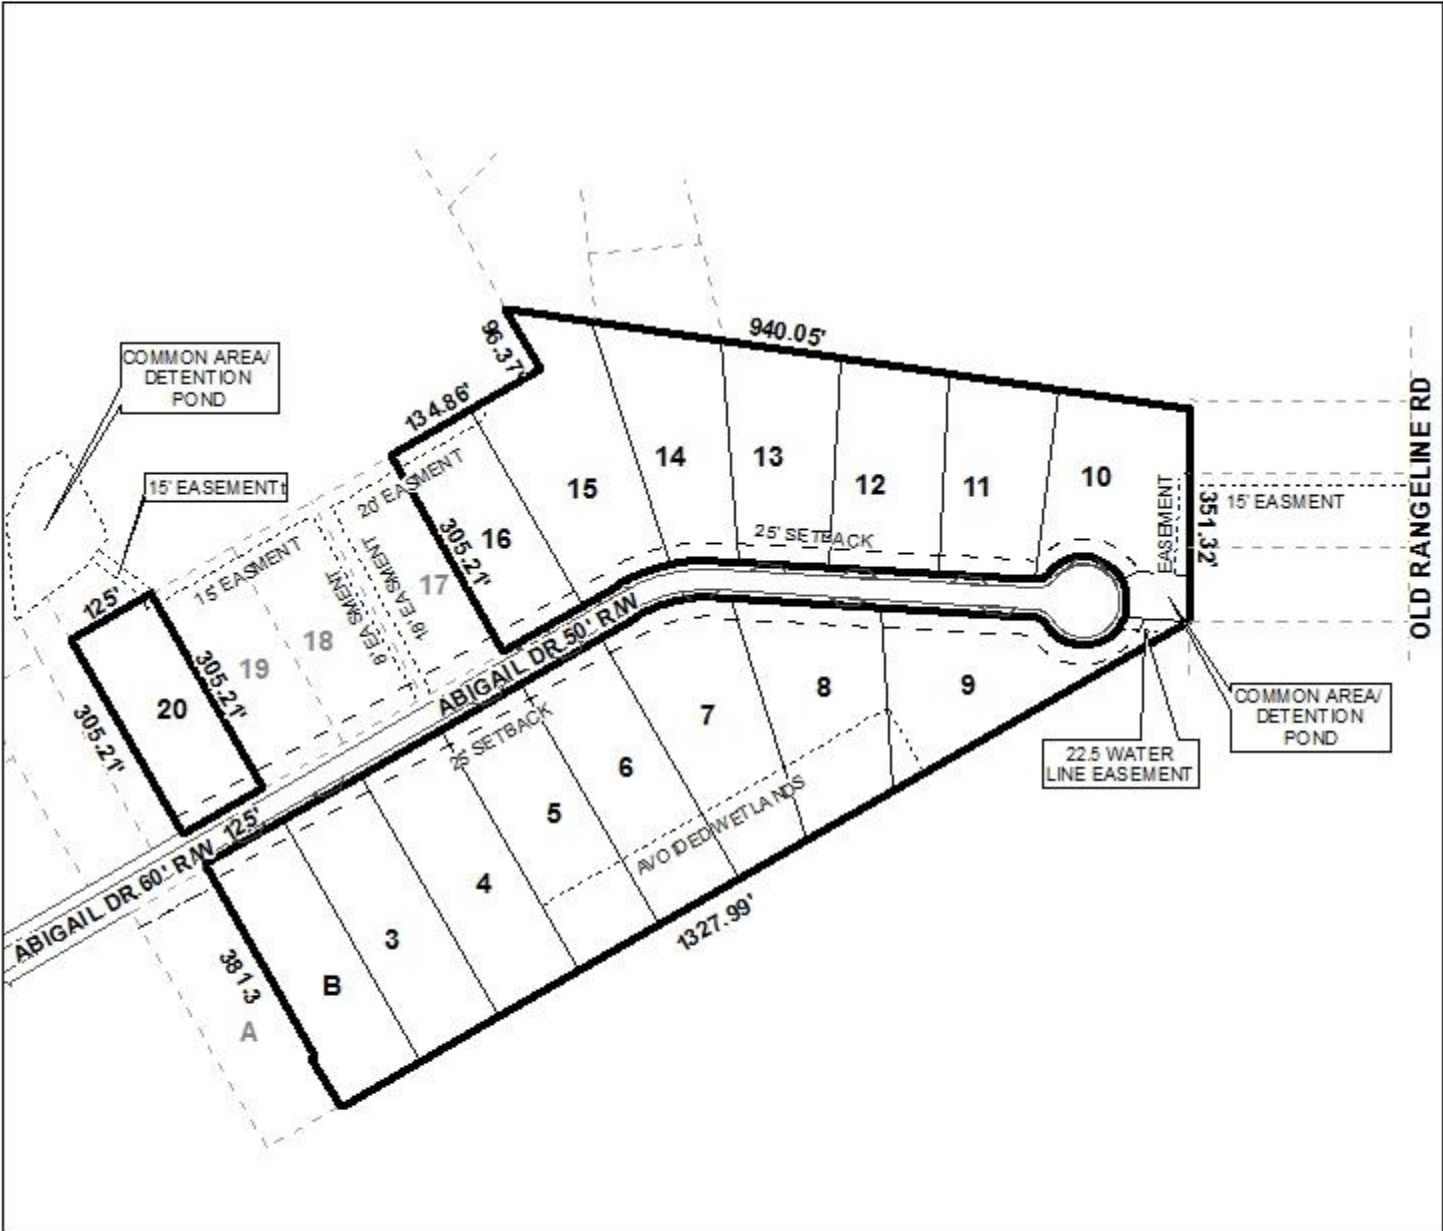 940.05'
96.37'
COMMON AREA/
DETENTION
POND
134.86'
OLD RANGELINE RD
14
13
20' EASMENT
10
15
12
11
15' EASEMENTt
EASEMENT
351.32'
15' EASMENT
25' SETBACK
305.21'
16
15 EASMENT
17
125'
18
6' EASMENT
16' EASMENT
19
305.21'
ABIGAIL DR 50' R/W
20
305.21'
8
9
7
COMMON AREA/
DETENTION
POND
25' SETBACK
22.5 WATER
LINE EASEMENT
6
5
125'
AVOIDED WETLANDS
ABIGAIL DR 60' R/W
4
1327.99'
3
381.3
B
A